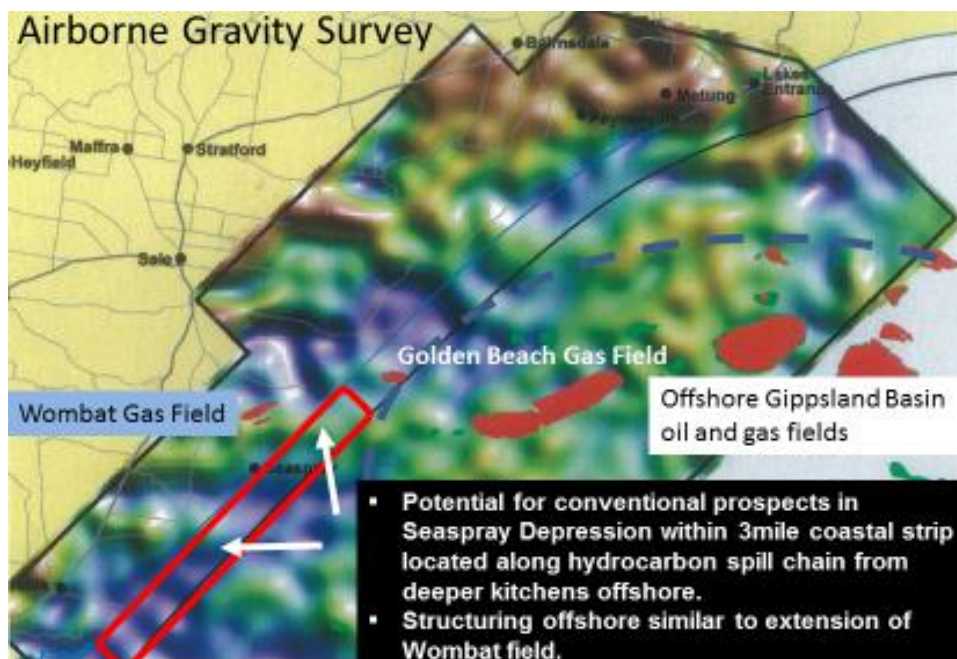 Airborne Gravity Survey
Bairnsdale
Lakes
Entrance
Metung
Paynesville
Maffra
Stratford
Heyfield
Sale
Golden Beach Gas Field
Wombat Gas Field
Offshore Gippsland Basin
oil and gas fields
Seaspray
▪ Potential for conventional prospects in
Seaspray Depression within 3mile coastal strip
located along hydrocarbon spill chain from
deeper kitchens offshore.
▪ Structuring offshore similar to extension of
Wombat field.